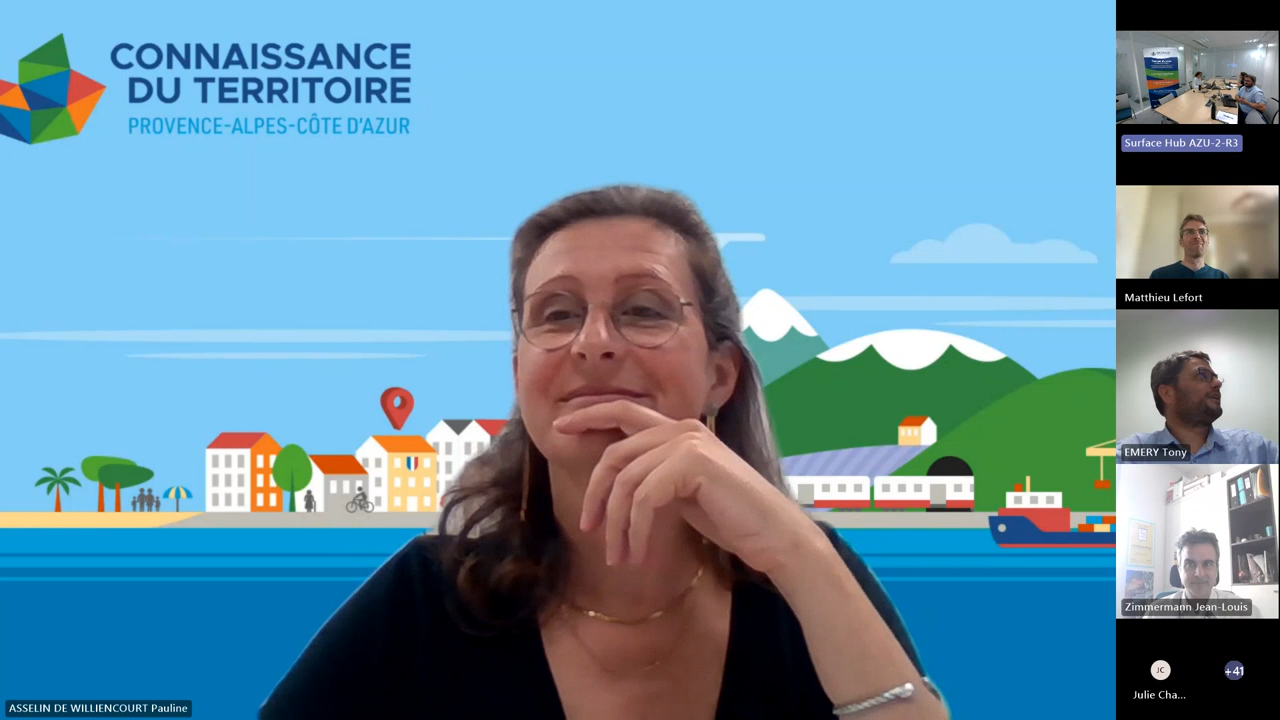 CONNAISSANCE
DU TERRITOIRE
PROVENCE-ALPES-CÔTE D'AZUR
ASSELIN DE WILLIENCOURT Pauline
Surface Hub AZU-2-R3
Matthieu Lefort
EMERY Tony
Zimmermann Jean-Louis
JC
+41
Julie Cha...